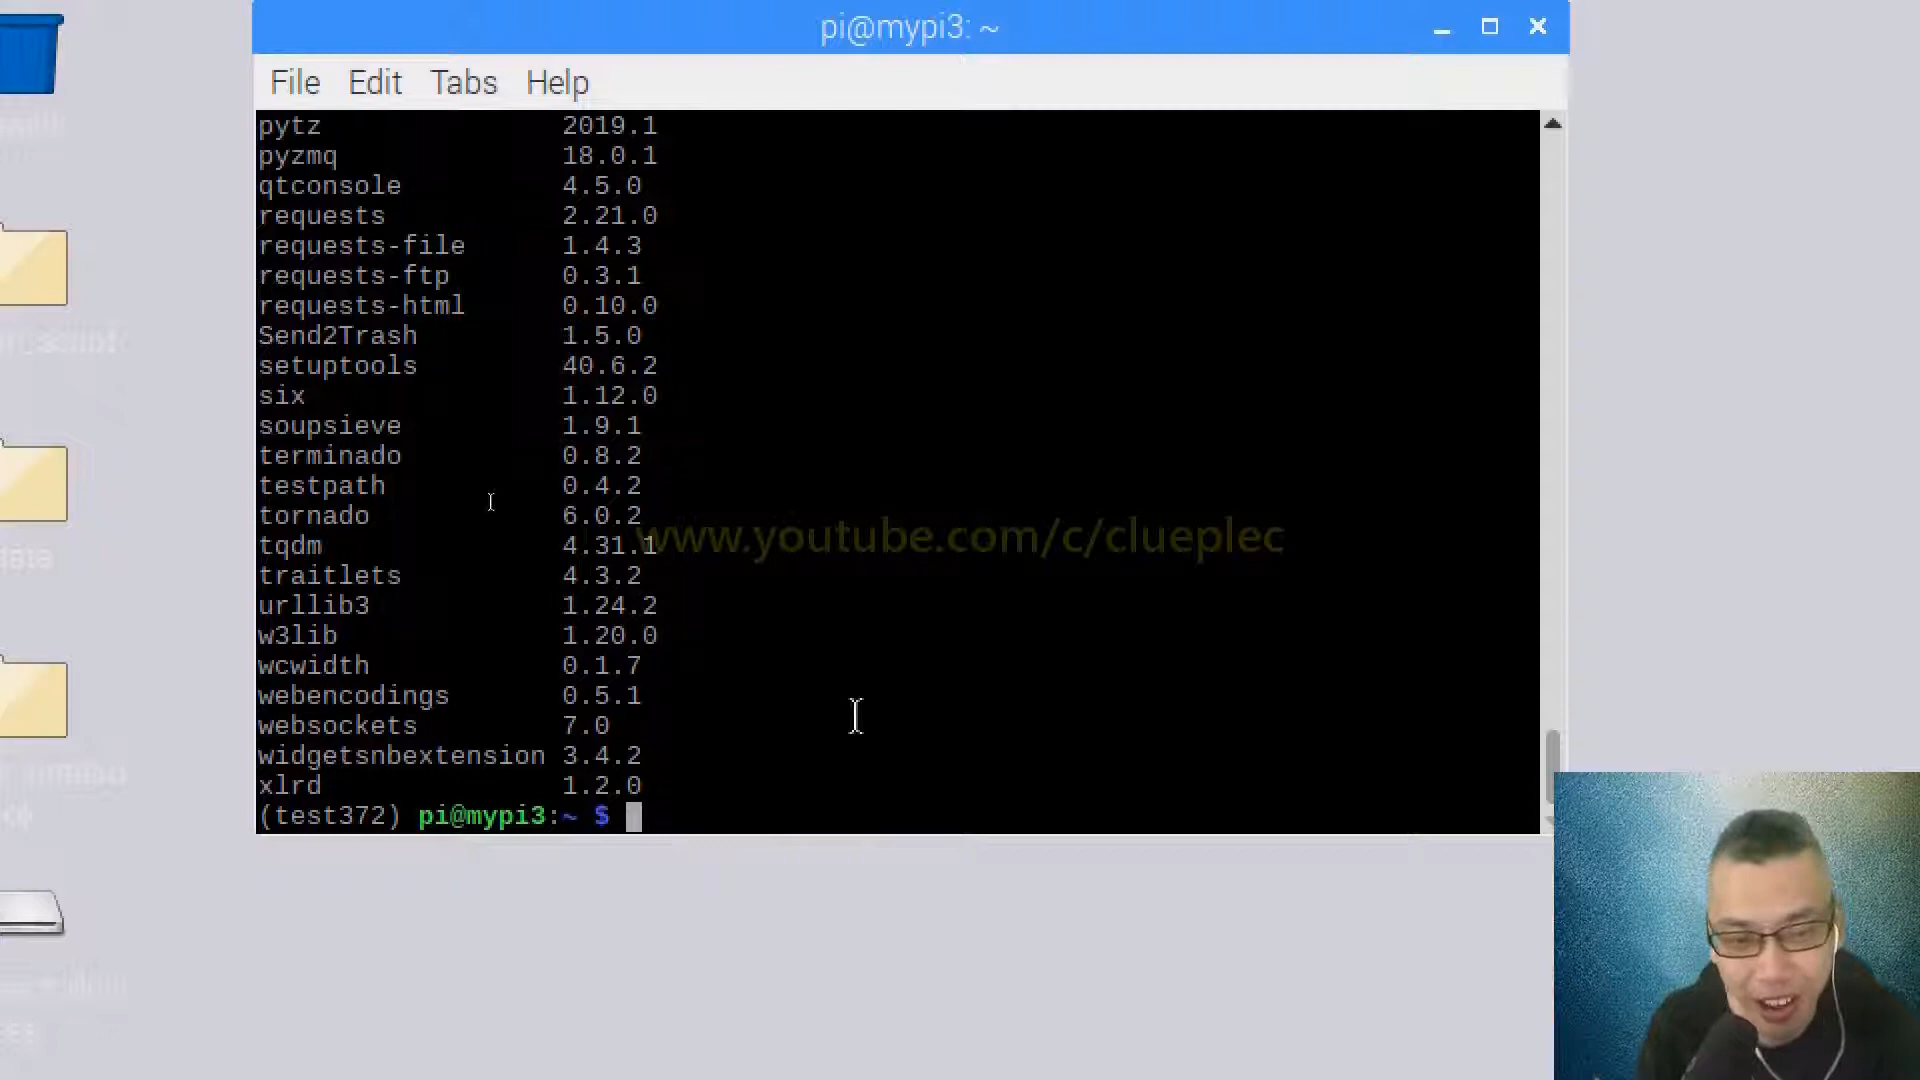 pi@mypi3: ~
File Edit Tabs Help
pytz 2019.1
pyzmq 18.0.1
qtconsole 4.5.0
requests 2.21.0
requests-file 1.4.3
requests-ftp 0.3.1
requests-html 0.10.0
Send2Trash 1.5.0
setuptools 40.6.2
six 1.12.0
soupsieve 1.9.1
terminado 0.8.2
testpath 0.4.2
tornado 6.0.2
www.youtube.com/c/clueplec
tqdm 4.31.1
traitlets 4.3.2
urllib3 1.24.2
w3lib 1.20.0
wcwidth 0.1.7
webencodings 0.5.1
websockets 7.0
widgetsnbextension 3.4.2
xlrd 1.2.0
(test372) pi@mypi3:~ $